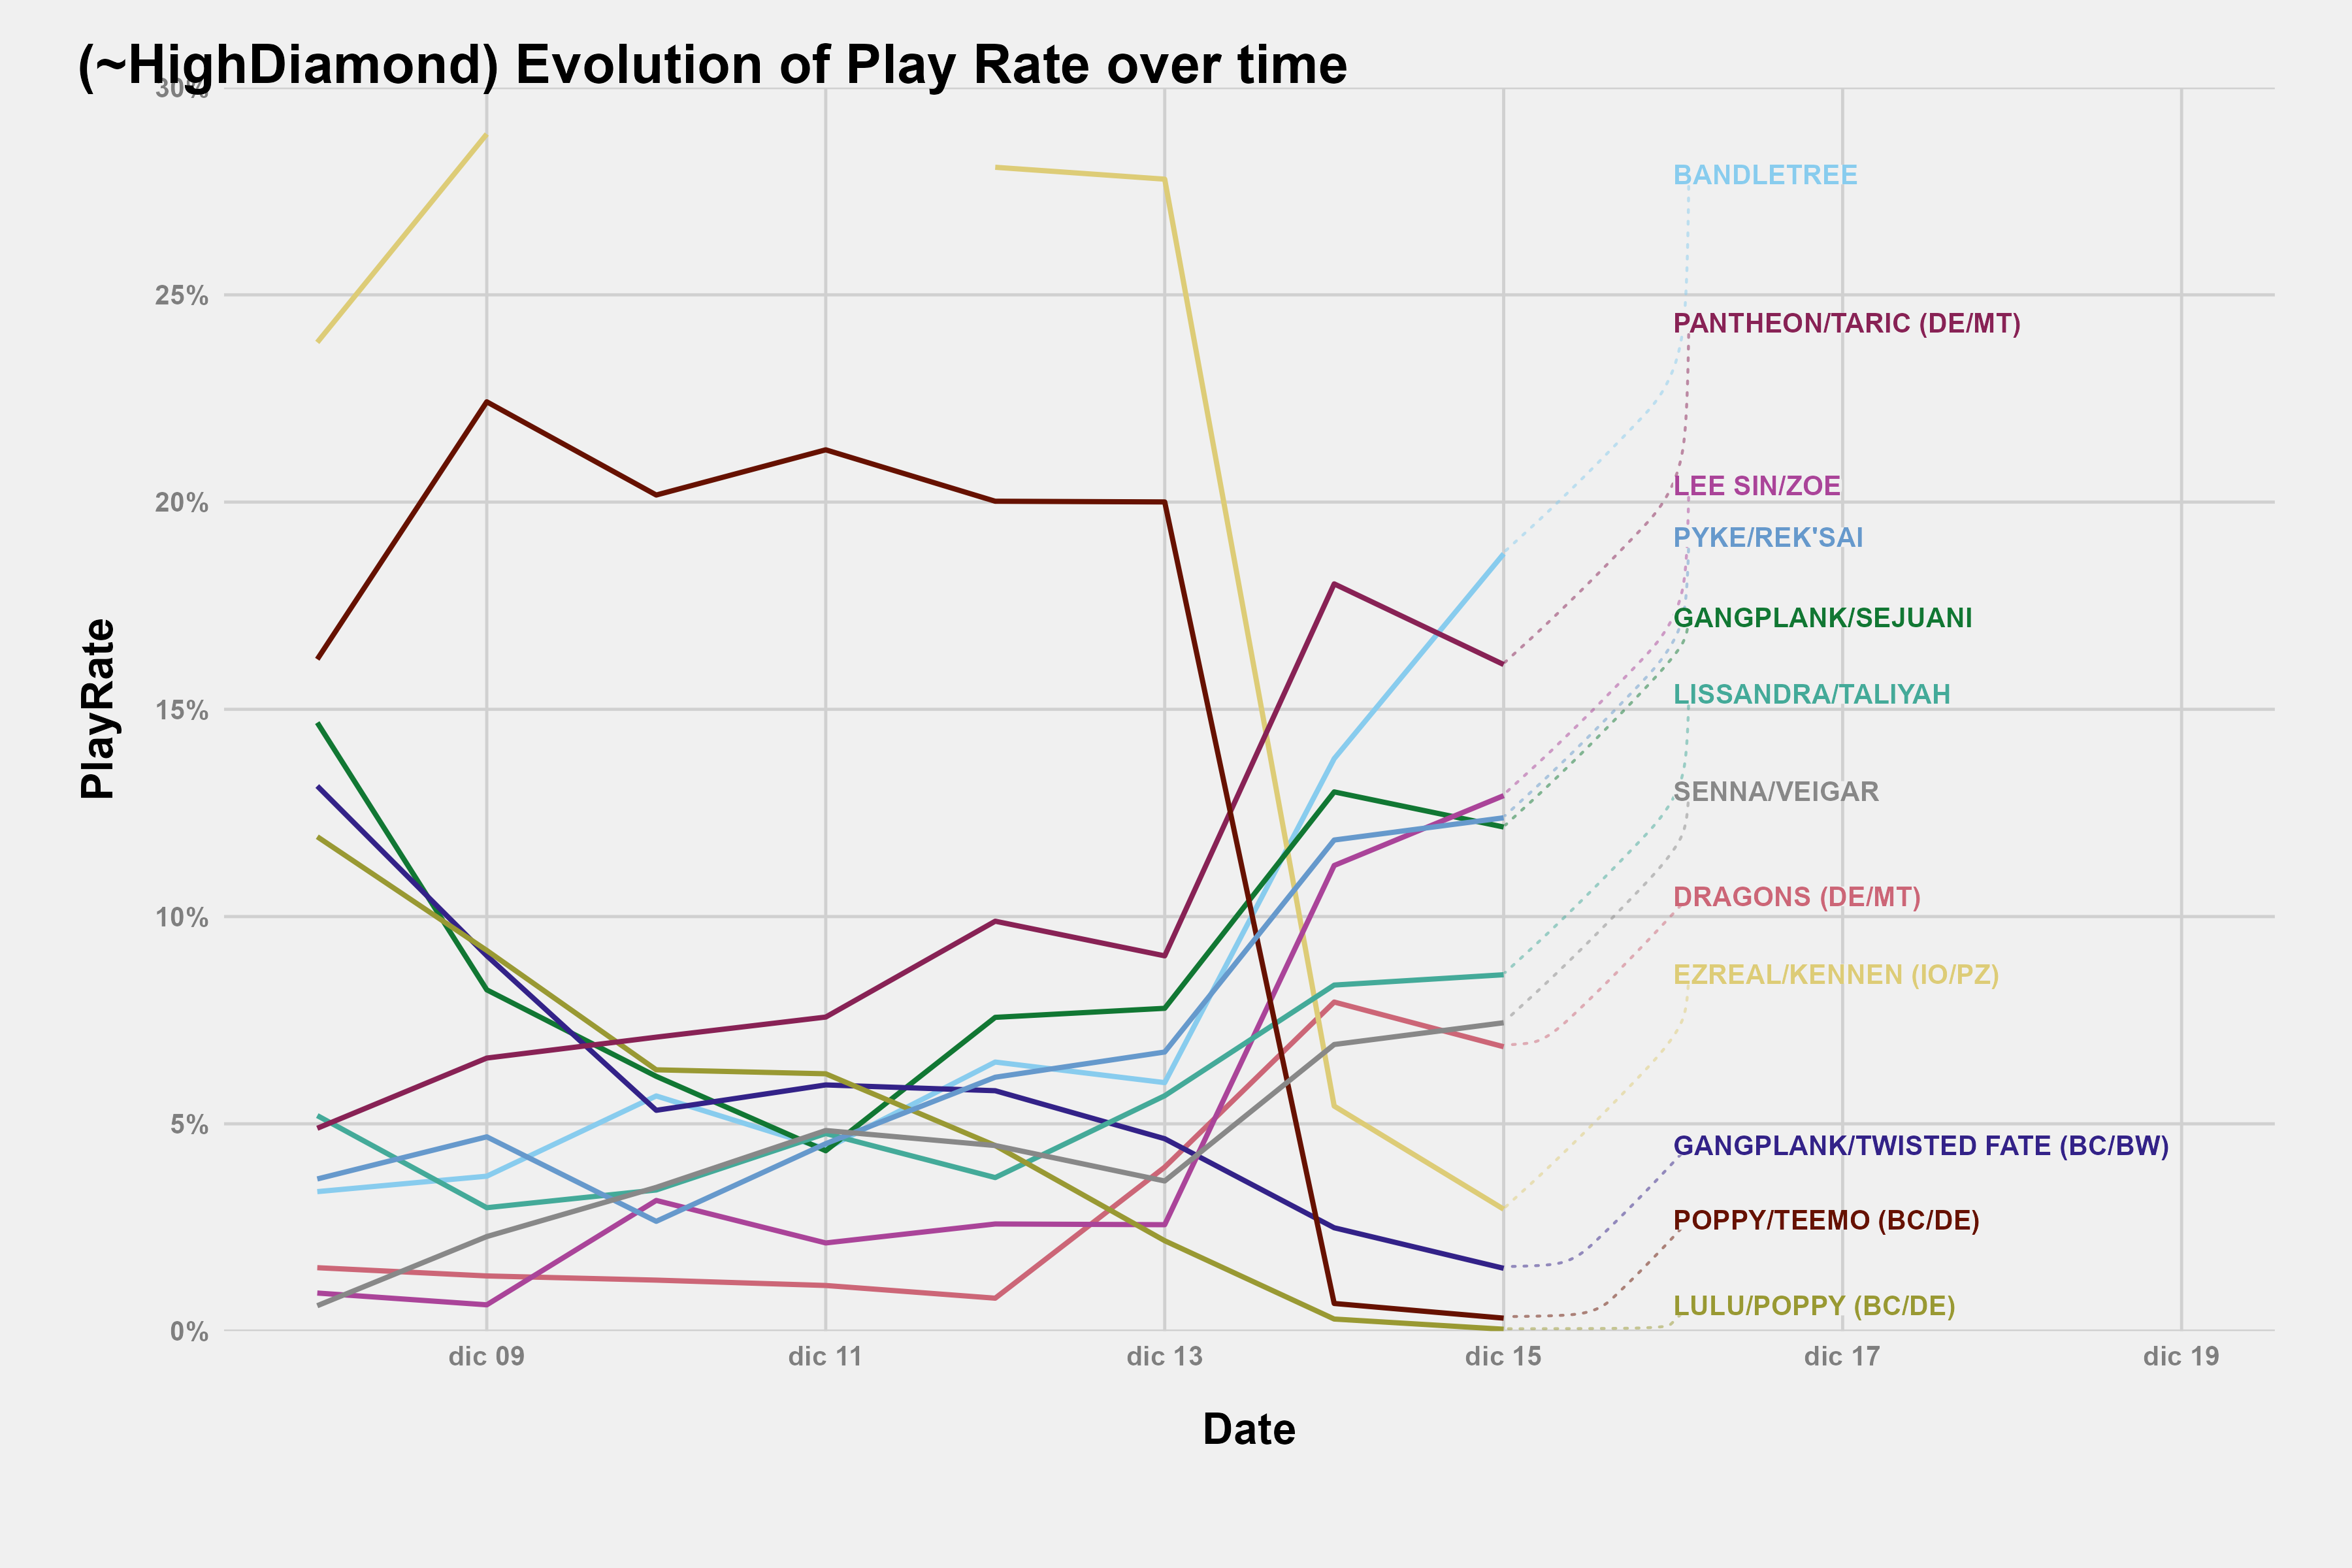 (~HighDiamond) Evolution of Play Rate over time
30%
25%
20%
15%
10%
5%
0%
PlayRate
BANDLETREE
PANTHEON/TARIC (DE/MT)
LEE SIN/ZOE
PYKE/REK'SAI
GANGPLANK/SEJUANI
LISSANDRA/TALIYAH
SENNA/VEIGAR
DRAGONS (DE/MT)
EZREAL/KENNEN (IO/PZ)
GANGPLANK/TWISTED FATE (BC/BW)
POPPY/TEEMO (BC/DE)
LULU/POPPY (BC/DE)
dic 09 dic 11 dic 13 dic 15 dic 17 dic 19
Date